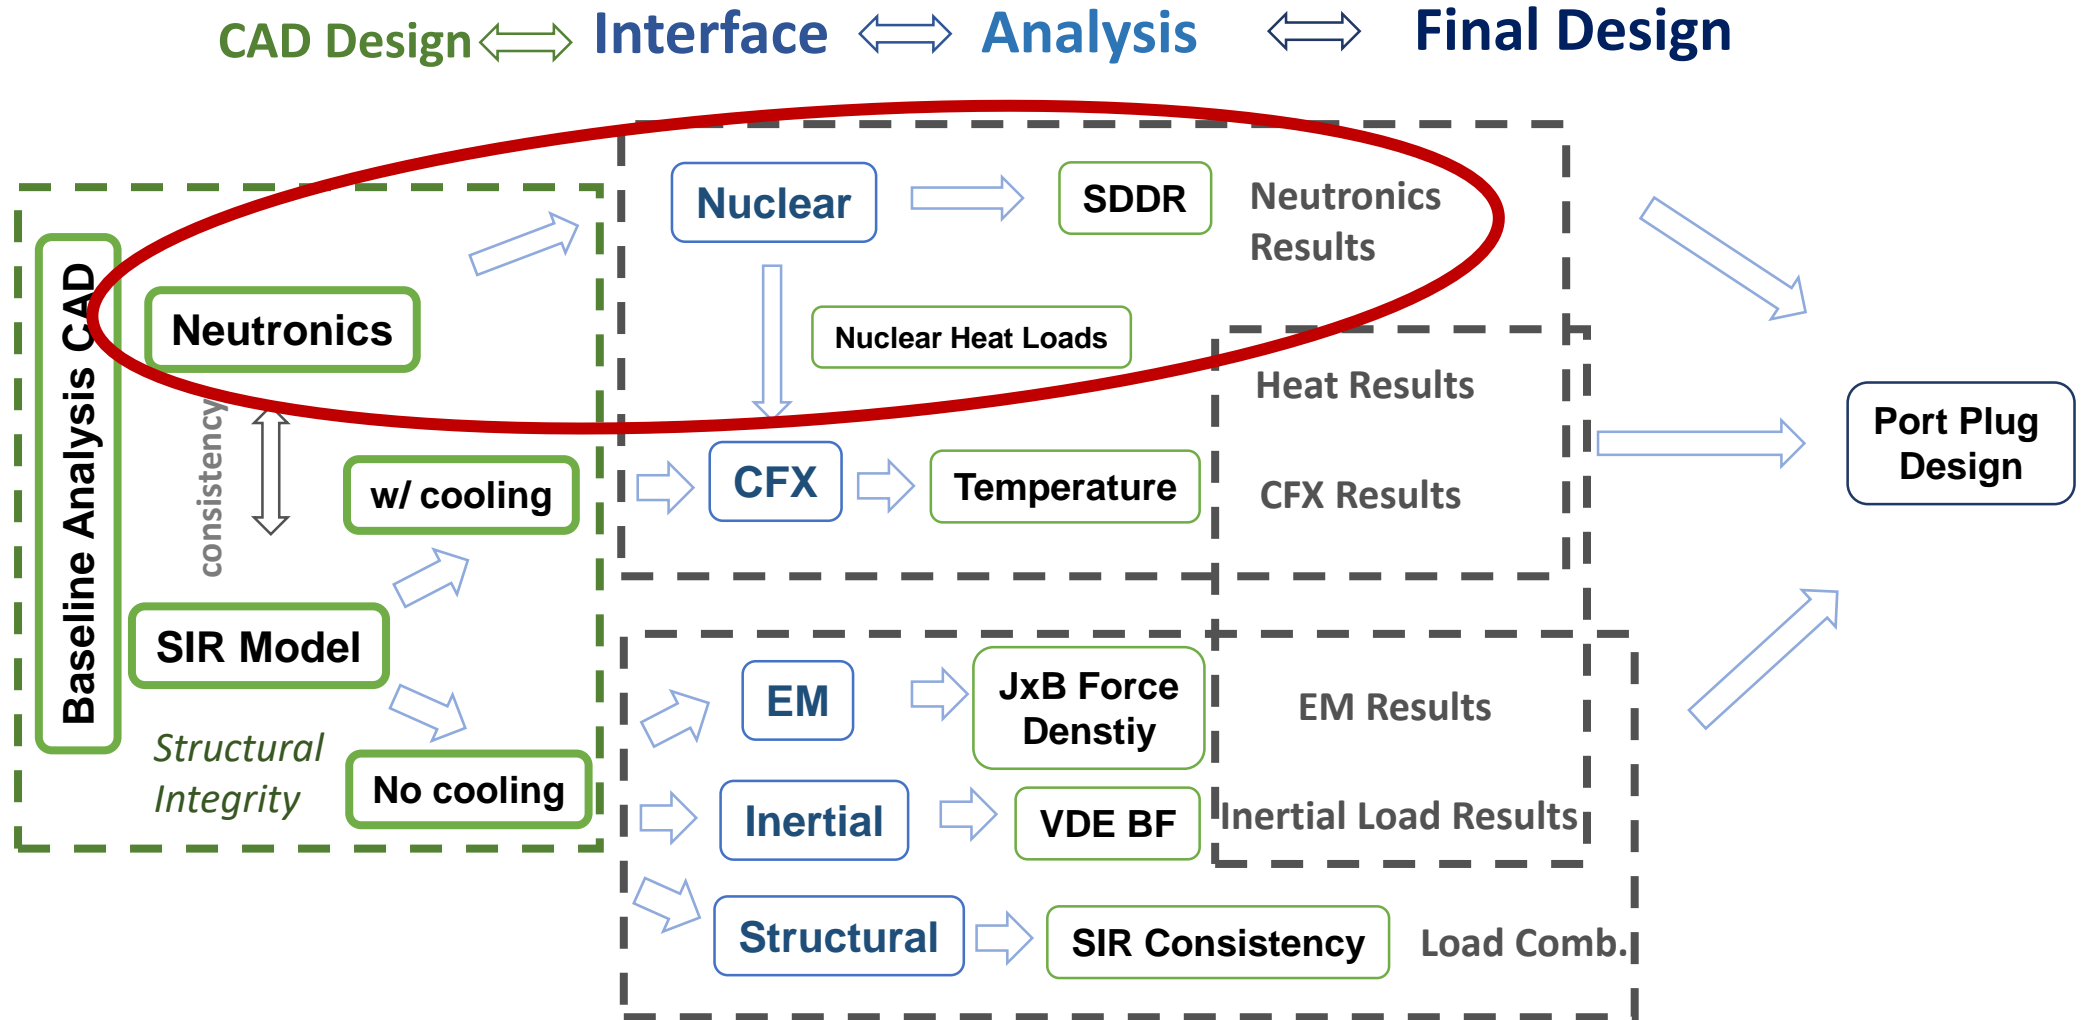 CAD Design
Interface
Analysis
Final Design
Baseline Analysis CAD
Neutronics
consistency
SIR Model
w/ cooling
No cooling
Structural
Integrity
Nuclear
SDDR
Neutronics
Results
Nuclear Heat Loads
Heat Results
CFX
Temperature
CFX Results
EM
JxB Force
Denstiy
EM Results
Inertial
VDE BF
Inertial Load Results
Structural
SIR Consistency
Load Comb.
Port Plug
Design